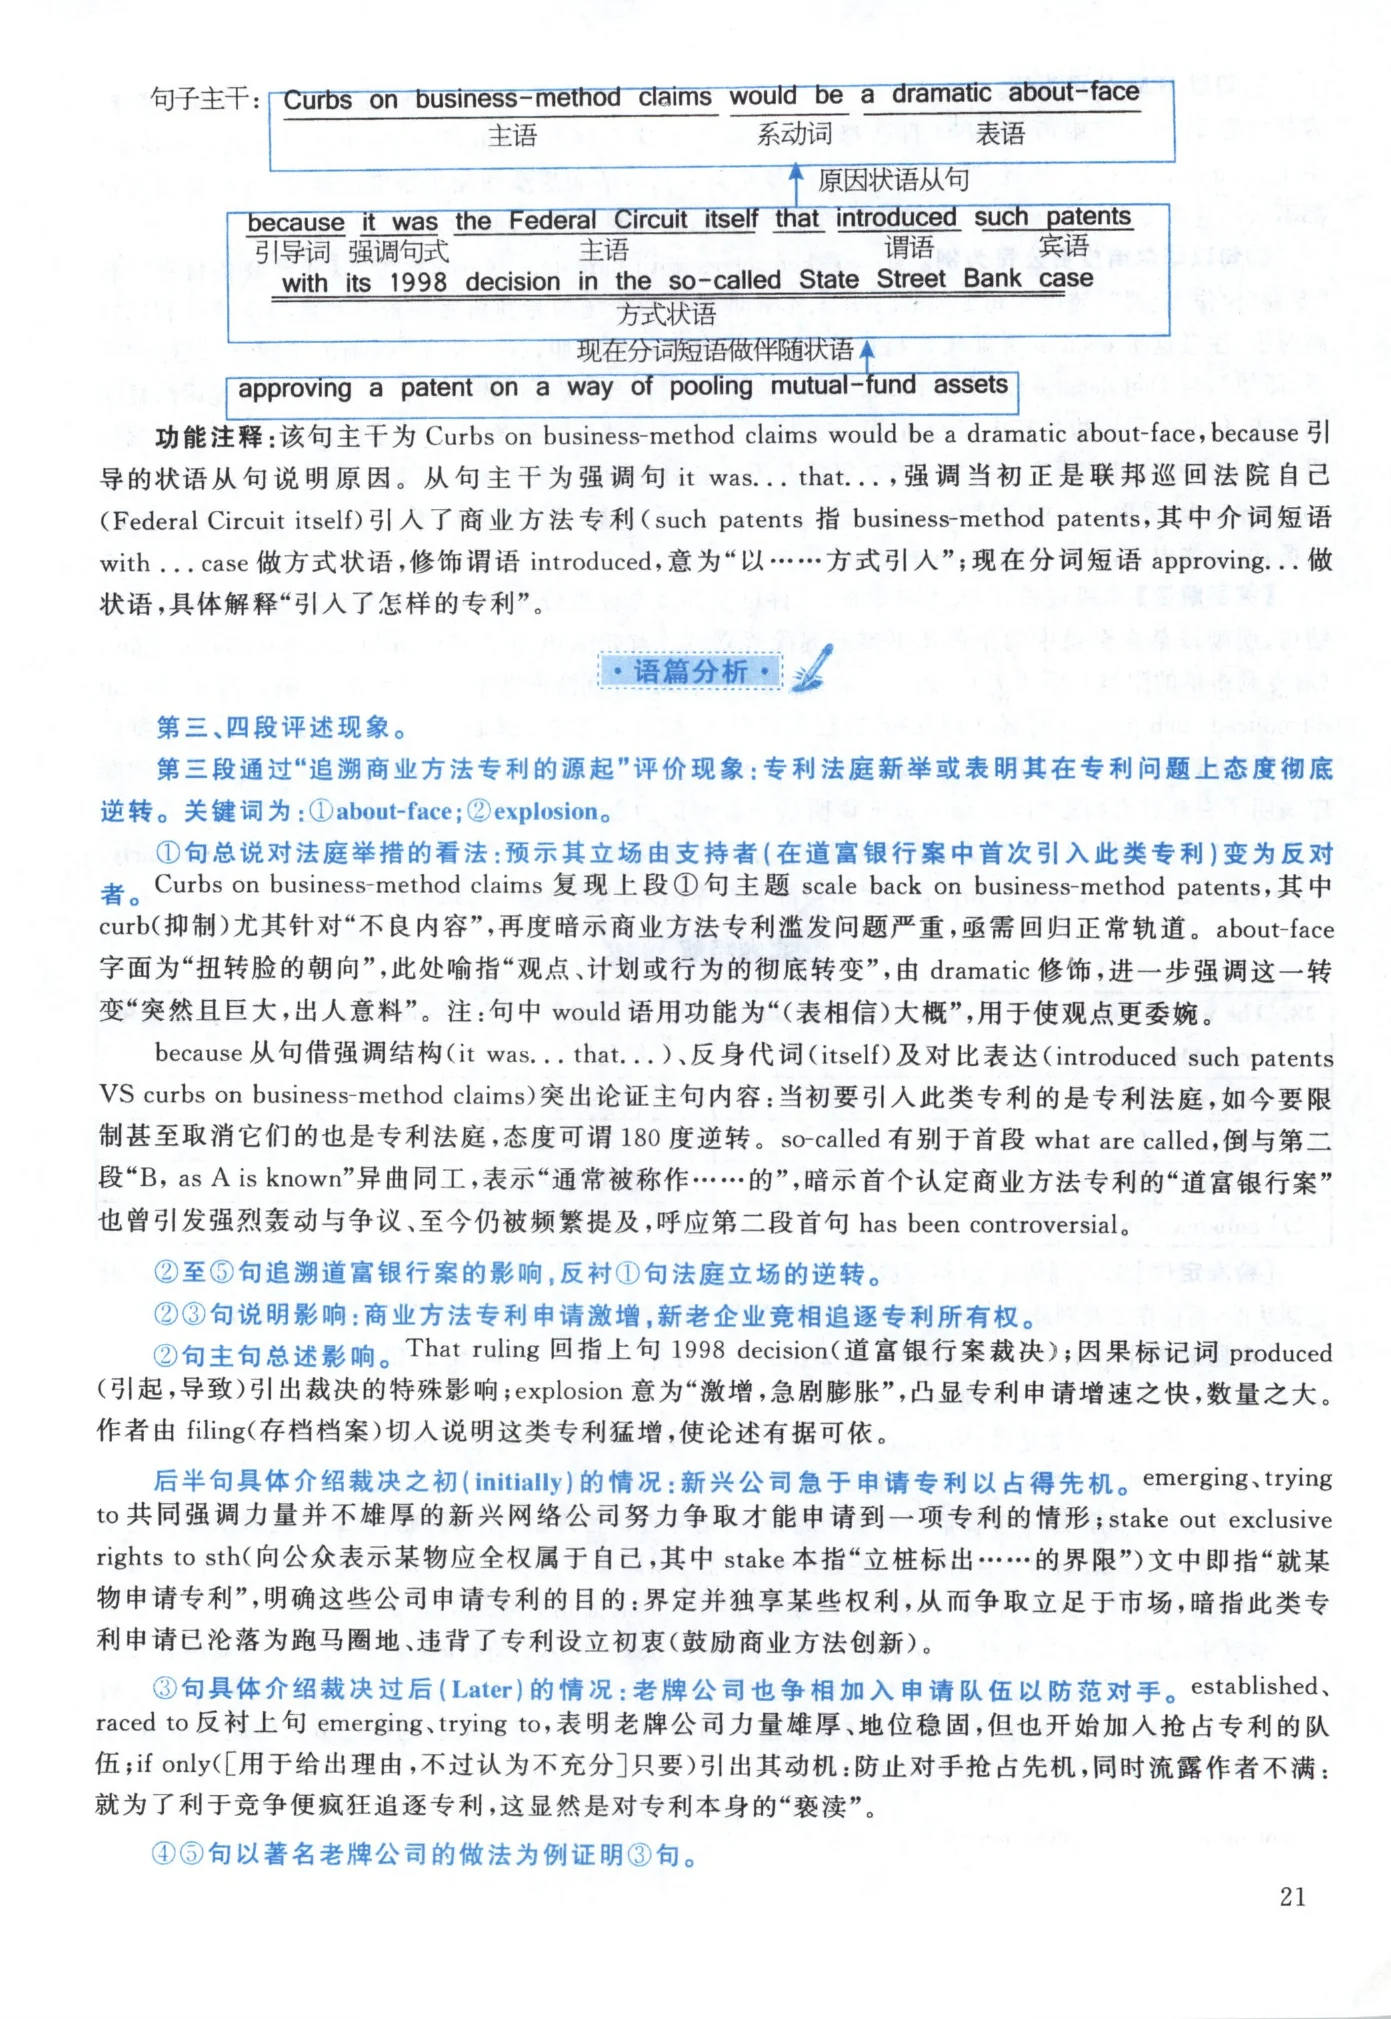 句子主干: Curbs on business-method claims would be a dramatic about-face
主语 系动词 表语
原因状语从句
because it was the Federal Circuit itself that introduced such patents
引导词 强调句式 主语 谓语 宾语
with its 1998 decision in the so-called State Street Bank case
方式状语
现在分词短语做伴随状语
approving a patent on a way of pooling mutual-fund assets
功能注释:该句主干为 Curbs on business-method claims would be a dramatic about-face,because 引
导的状语从句说明原因。从句主干为强调句 it was... that...,强调当初正是联邦巡回法院自己
(Federal Circuit itself)引入了商业方法专利(such patents 指 business-method patents,其中介词短语
with ... case 做方式状语,修饰谓语 introduced,意为“以……方式引入”;现在分词短语 approving... 做
状语,具体解释“引入了怎样的专利”。
·语篇分析·
第三、四段评述现象。
第三段通过“追溯商业方法专利的源起”评价现象:专利法庭新举或表明其在专利问题上态度彻底
逆转。关键词为:①about-face;②explosion。
①句总说对法庭举措的看法:预示其立场由支持者(在道富银行案中首次引入此类专利)变为反对
者。Curbs on business-method claims 复现上段①句主题 scale back on business-method patents,其中
curb(抑制)尤其针对“不良内容”,再度暗示商业方法专利滥发问题严重,亟需回归正常轨道。about-face
字面为“扭转脸的朝向”,此处喻指“观点、计划或行为的彻底转变”,由 dramatic 修饰,进一步强调这一转
变“突然且巨大,出人意料”。注:句中 would 语用功能为“(表相信)大概”,用于使观点更委婉。
because 从句借强调结构(it was... that...)、反身代词(itself)及对比表达(introduced such patents
VS curbs on business-method claims)突出论证主句内容:当初要引入此类专利的是专利法庭,如今要限
制甚至取消它们的也是专利法庭,态度可谓 180 度逆转。so-called 有别于首段 what are called,倒与第二
段“B, as A is known”异曲同工,表示“通常被称作……的”,暗示首个认定商业方法专利的“道富银行案”
也曾引发强烈轰动与争议、至今仍被频繁提及,呼应第二段首句 has been controversial。
②至⑤句追溯道富银行案的影响,反衬①句法庭立场的逆转。
②③句说明影响:商业方法专利申请激增,新老企业竞相追逐专利所有权。
②句主句总述影响。That ruling 回指上句 1998 decision(道富银行案裁决);因果标记词 produced
(引起,导致)引出裁决的特殊影响;explosion 意为“激增,急剧膨胀”,凸显专利申请增速之快,数量之大。
作者由 filing(存档档案)切入说明这类专利猛增,使论述有据可依。
后半句具体介绍裁决之初(initially)的情况:新兴公司急于申请专利以占得先机。emerging、trying
to 共同强调力量并不雄厚的新兴网络公司努力争取才能申请到一项专利的情形;stake out exclusive
rights to sth(向公众表示某物应全权属于自己,其中 stake 本指“立桩标出……的界限”)文中即指“就某
物申请专利”,明确这些公司申请专利的目的:界定并独享某些权利,从而争取立足于市场,暗指此类专
利申请已沦落为跑马圈地、违背了专利设立初衷(鼓励商业方法创新)。
③句具体介绍裁决过后(Later)的情况:老牌公司也争相加入申请队伍以防范对手。established、
raced to 反衬上句 emerging、trying to,表明老牌公司力量雄厚、地位稳固,但也开始加入抢占专利的队
伍;if only([用于给出理由,不过认为不充分]只要)引出其动机:防止对手抢占先机,同时流露作者不满:
就为了利于竞争便疯狂追逐专利,这显然是对专利本身的“亵渎”。
④⑤句以著名老牌公司的做法为例证明③句。
21